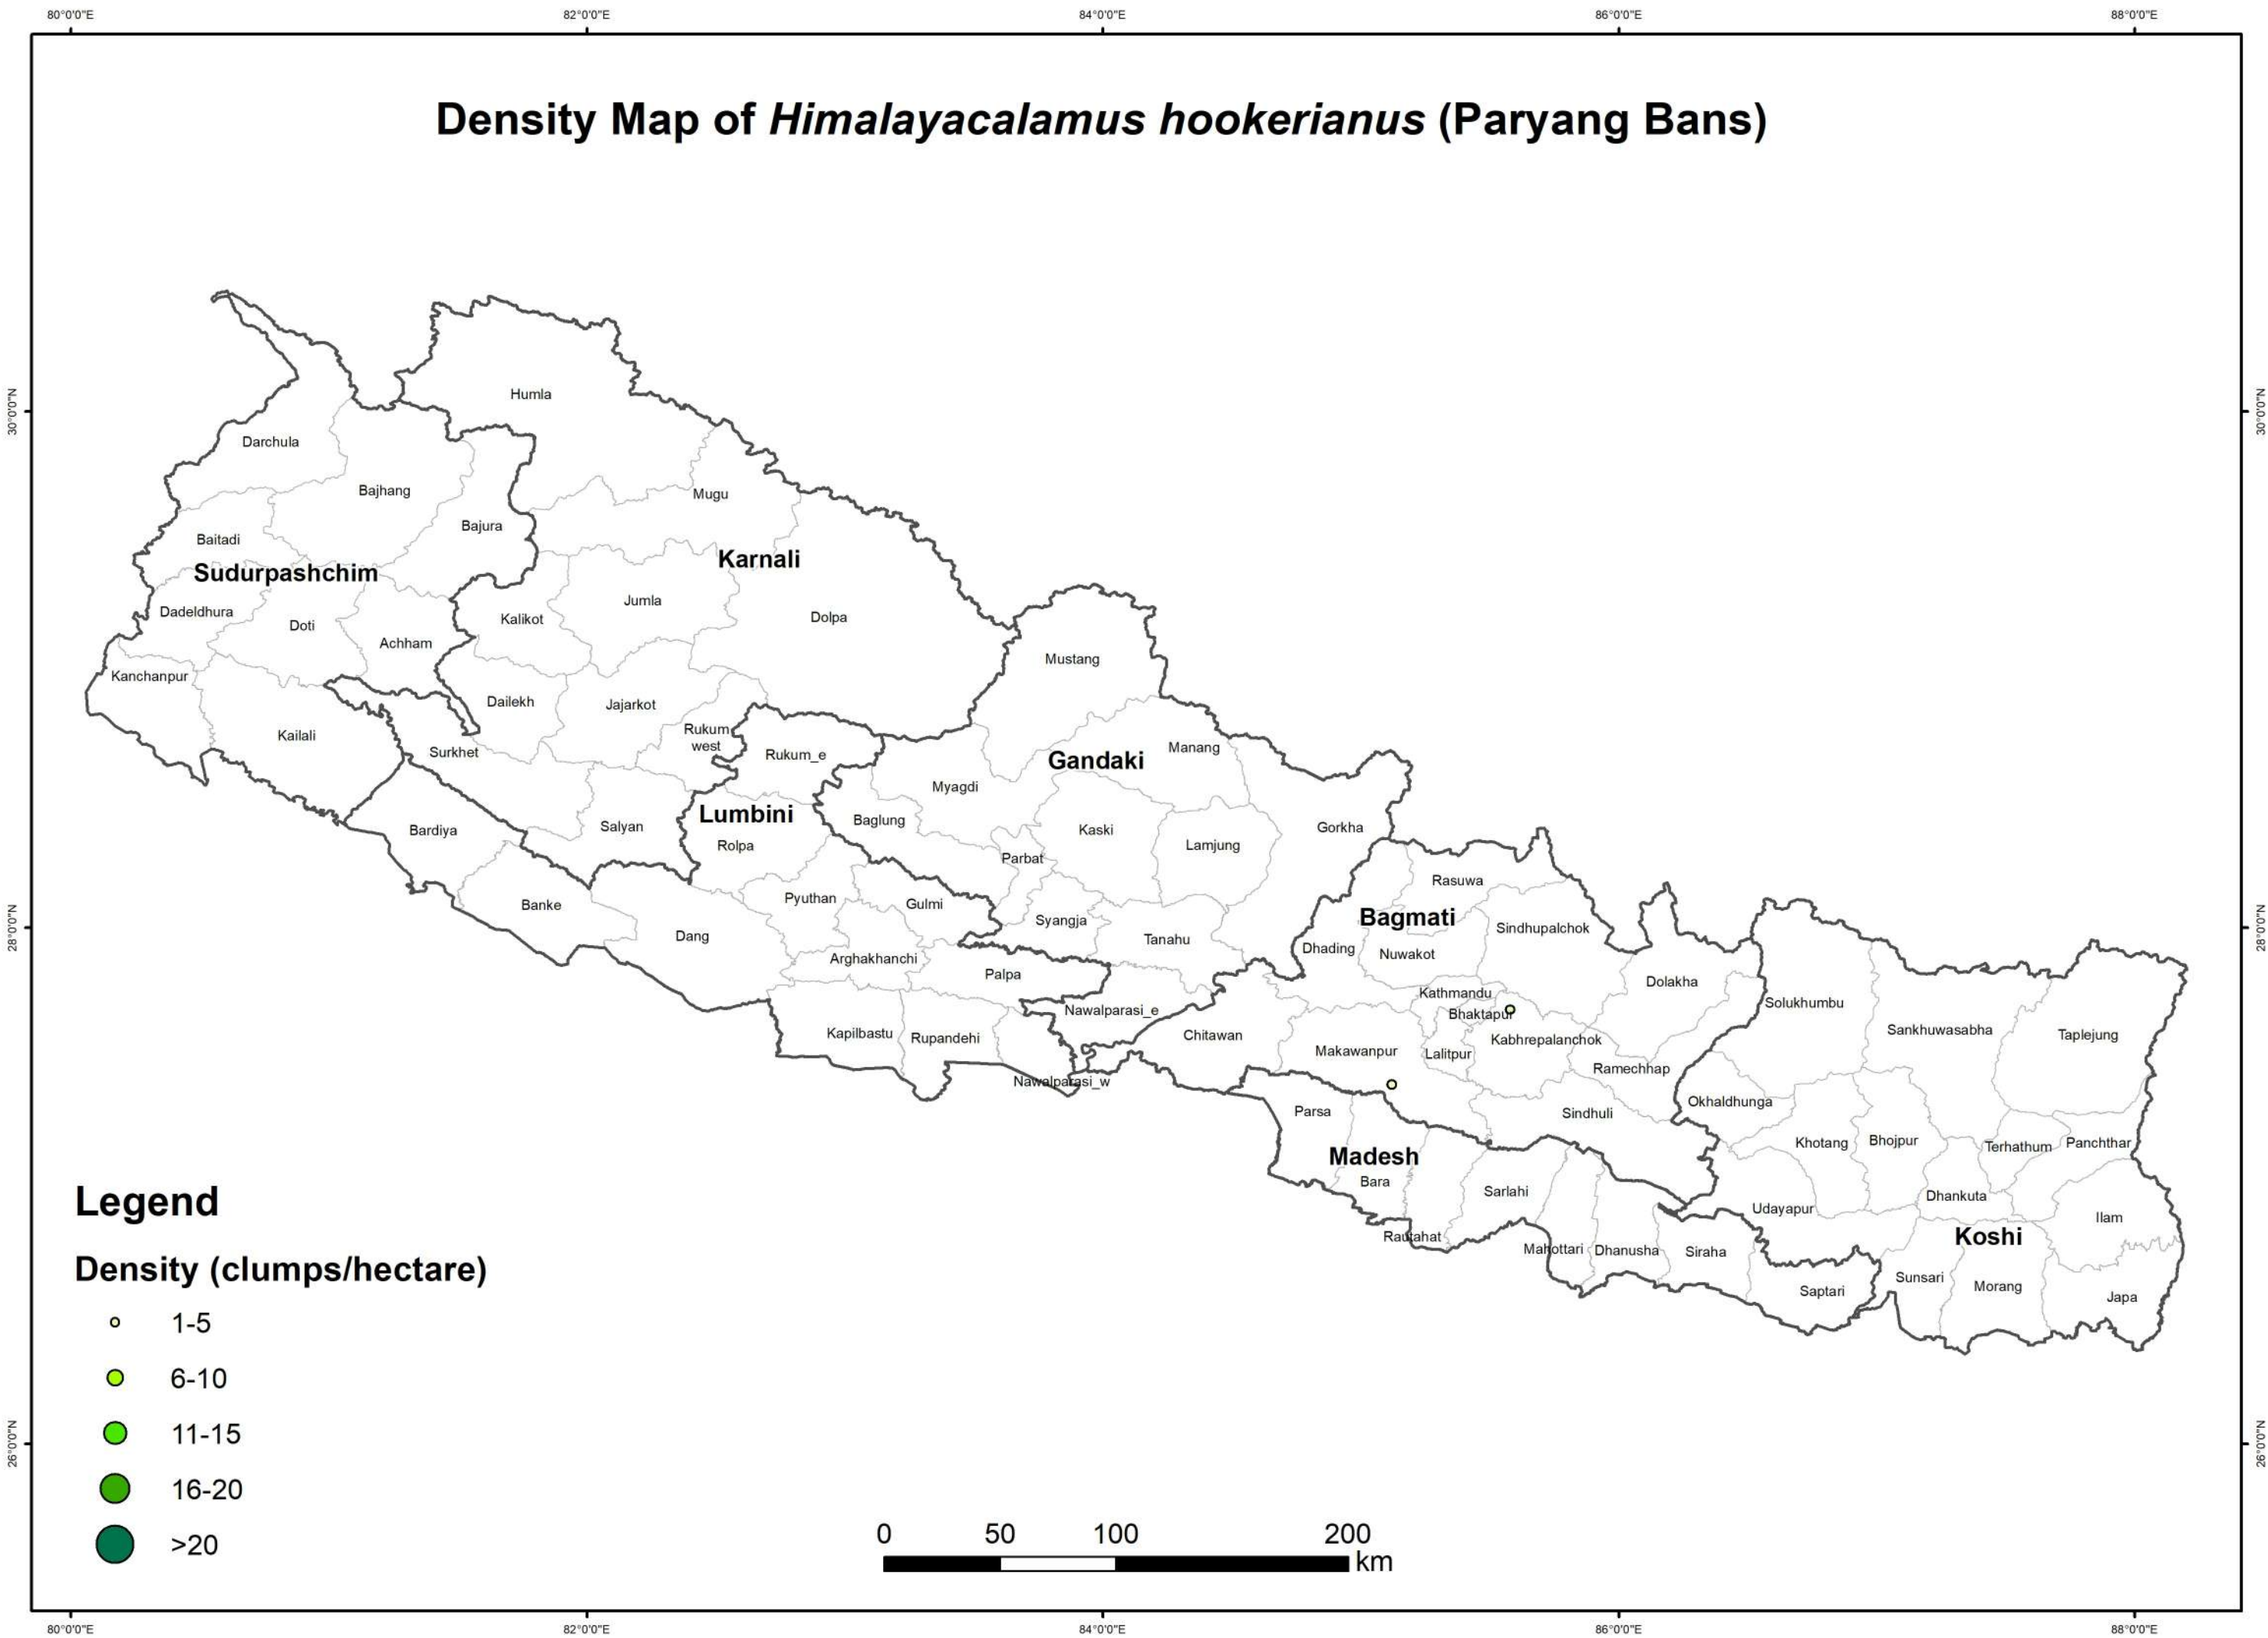 80°0'0"E 82°0'0"E 84°0'0"E 86°0'0"E 88°0'0"E
Density Map of Himalayacalamus hookerianus (Paryang Bans)
30°0'0"N 30°0'0"N
28°0'0"N 28°0'0"N
26°0'0"N 26°0'0"N
Humla
Darchula
Bajhang
Mugu
Bajura
Baitadi
Karnali
Sudurpashchim
Jumla
Dadeldhura
Dolpa
Kalikot
Doti
Achham
Mustang
Kanchanpur
Dailekh
Jajarkot
Rukum
west
Kailali
Manang
Surkhet
Rukum_e
Gandaki
Myagdi
Lumbini
Baglung
Salyan
Gorkha
Bardiya
Kaski
Rolpa
Lamjung
Parbat
Rasuwa
Pyuthan
Gulmi
Banke
Bagmati
Syangja
Sindhupalchok
Dang
Tanahu
Dhading
Nuwakot
Arghakhanchi
Palpa
Dolakha
Kathmandu
Solukhumbu
Nawalparasi_e
Bhaktapur
Sankhuwasabha
Kapilbastu
Rupandehi
Chitawan
Taplejung
Kabhrepalanchok
Makawanpur
Lalitpur
Ramechhap
Nawalparasi_w
Okhaldhunga
Parsa
Sindhuli
Khotang
Bhojpur
Terhathum
Panchthar
Madesh
Bara
Sarlahi
Dhankuta
Udayapur
Ilam
Rautahat
Koshi
Mahottari
Dhanusha
Siraha
Sunsari
Morang
Saptari
Japa
Legend
Density (clumps/hectare)
1-5
6-10
11-15
16-20
>20
0 50 100 200
km
80°0'0"E 82°0'0"E 84°0'0"E 86°0'0"E 88°0'0"E